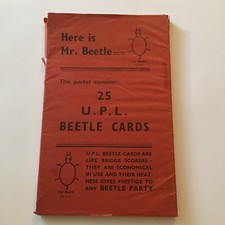 Here is
Mr. Beetle
This packet contains
25
U.P.L.
BEETLE CARDS
U.P.L. BEETLE CARDS ARE
LIKE BRIDGE SCORERS-
THEY ARE ECONOMICAL
IN USE AND THEIR NEAT-
NESS GIVES PRESTIGE TO
ANY BEETLE PARTY